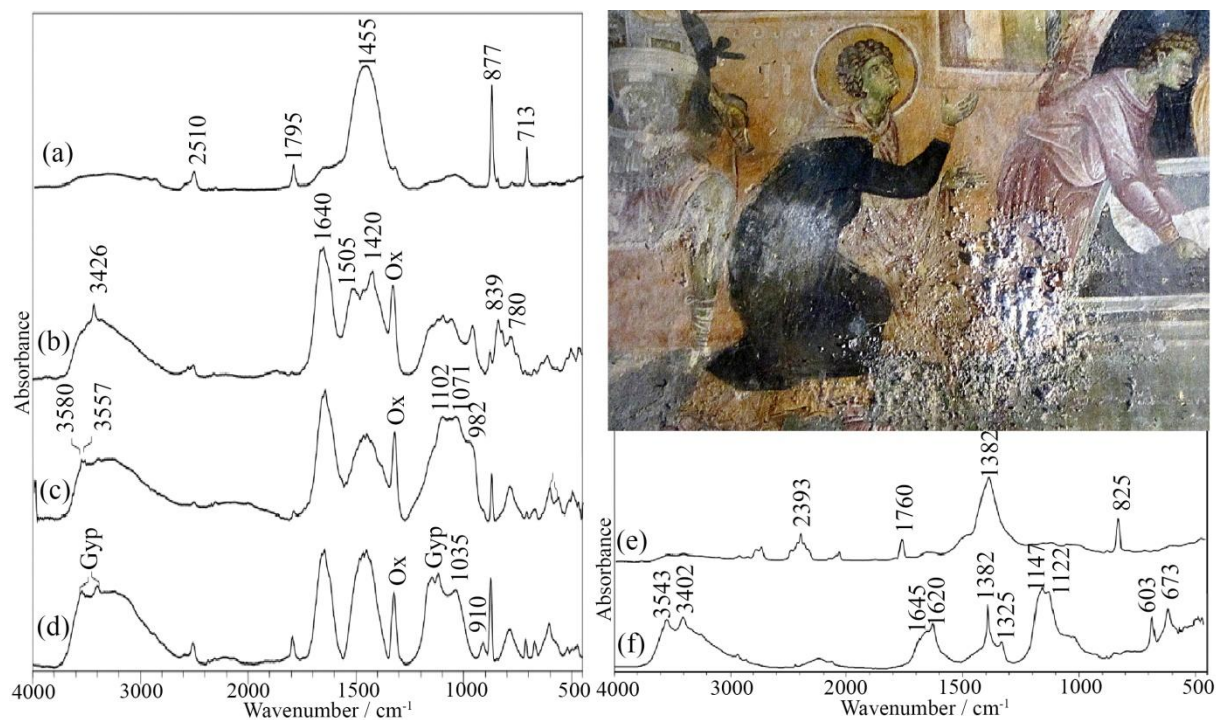 1455
877
713
2510
1795
(a)
1640
1505
1420
Ox
839
780
3426
(b)
1102
1071
982
Ox
3580
3557
(c)
Gyp
Ox
Gyp
1035
910
(d)
Absorbance
4000 3000 2000 1500 1000 500
Wavenumber / cm⁻¹
1382
2393
1760
825
(e)
3543
3402
1645
1620
1382
1325
1147
1122
603
673
(f)
Absorbance
4000 3000 2000 1500 1000 500
Wavenumber / cm⁻¹